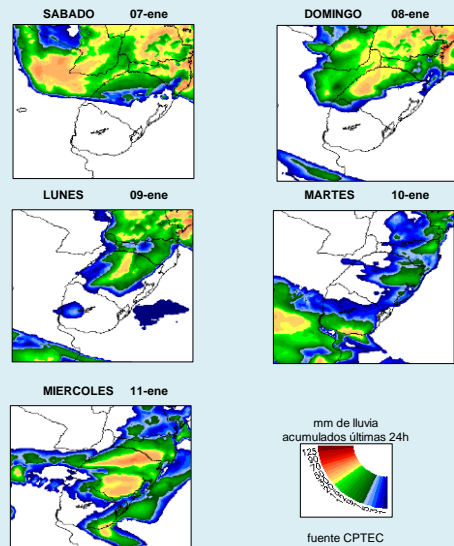 SABADO 07-ene
DOMINGO 08-ene
LUNES 09-ene
MARTES 10-ene
MIERCOLES 11-ene
mm de lluvia
acumulados últimas 24h
fuente CPTEC